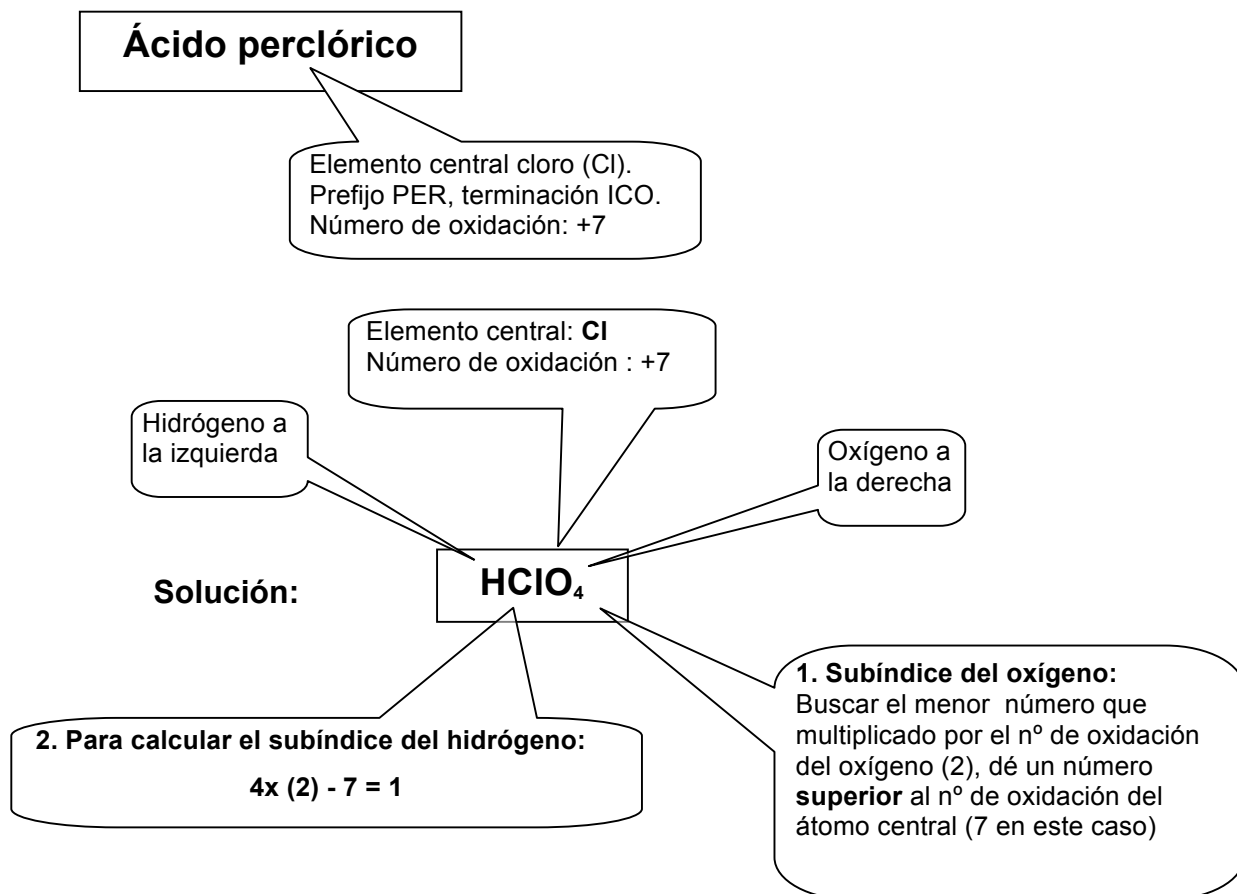 Ácido perclórico
Elemento central cloro (Cl).
Prefijo PER, terminación ICO.
Número de oxidación: +7
Elemento central: Cl
Número de oxidación : +7
Hidrógeno a
la izquierda
Oxígeno a
la derecha
Solución:
HClO₄
1. Subíndice del oxígeno:
Buscar el menor número que
multiplicado por el nº de oxidación
del oxígeno (2), dé un número
superior al nº de oxidación del
átomo central (7 en este caso)
2. Para calcular el subíndice del hidrógeno:
4x (2) - 7 = 1